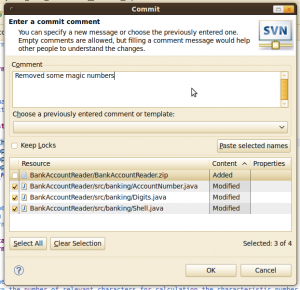 Commit
Enter a commit comment
SVN
You can specify a new message or choose the previously entered one.
Empty comments are allowed, but filling a comment message would help
other people to understand the changes.
Comment
Removed some magic numbers
Choose a previously entered comment or template:
Keep Locks
Paste selected names
Resource Content Properties
BankAccountReader/BankAccountReader.zip Added
BankAccountReader/src/banking/AccountNumber.java Modified
BankAccountReader/src/banking/Digits.java Modified
BankAccountReader/src/banking/Shell.java Modified
Select All Clear Selection Selected: 3 of 4
? OK Cancel
the number of relevant characters for calculating the characteristic number